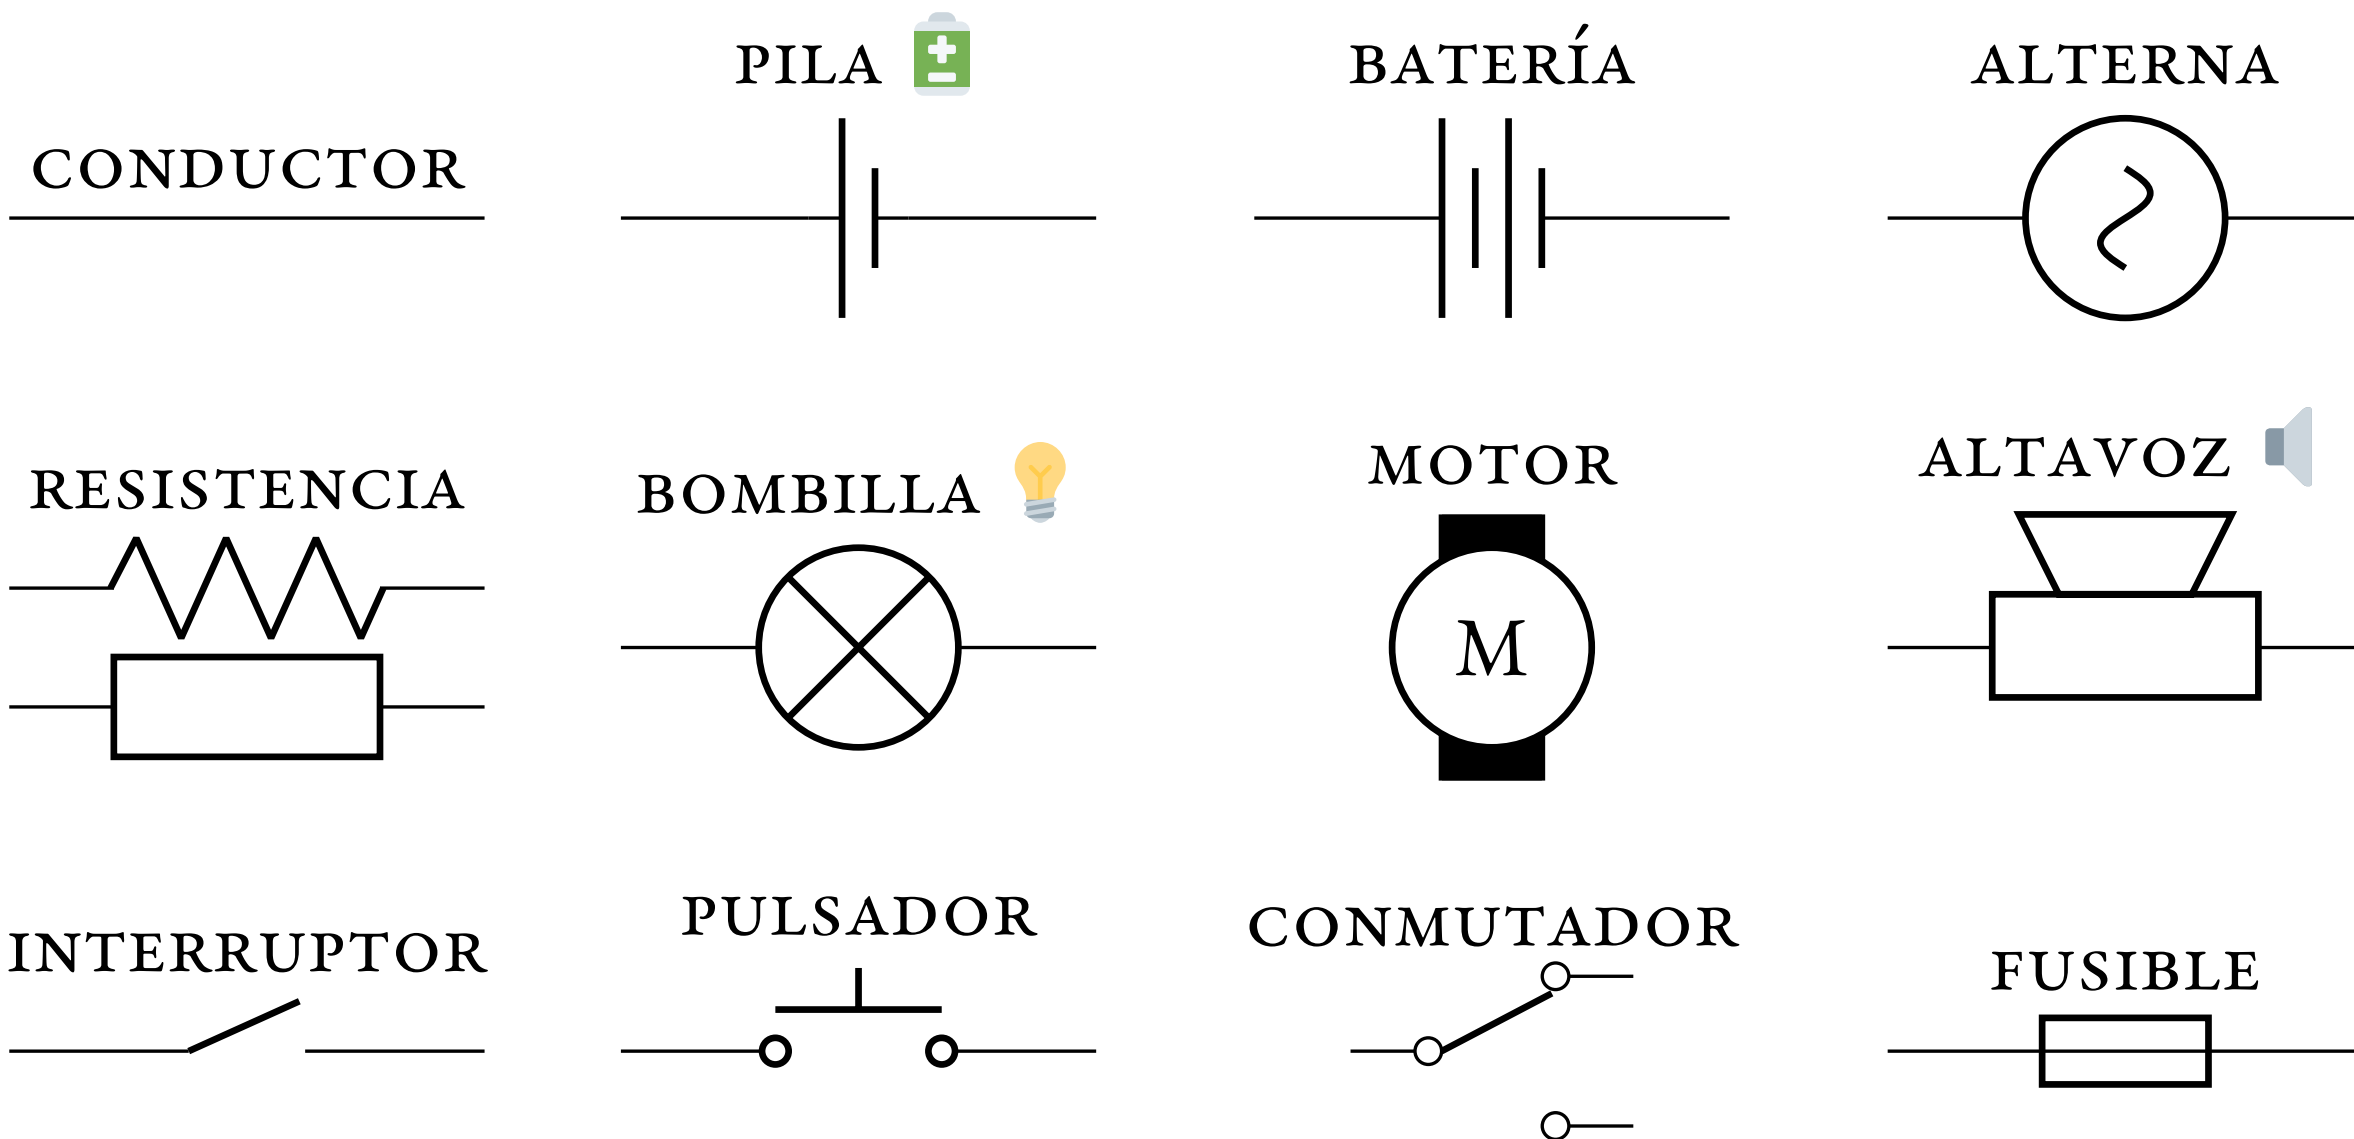 PILA
BATERÍA
ALTERNA
CONDUCTOR
RESISTENCIA
BOMBILLA
MOTOR
ALTAVOZ
M
INTERRUPTOR
PULSADOR
CONMUTADOR
FUSIBLE